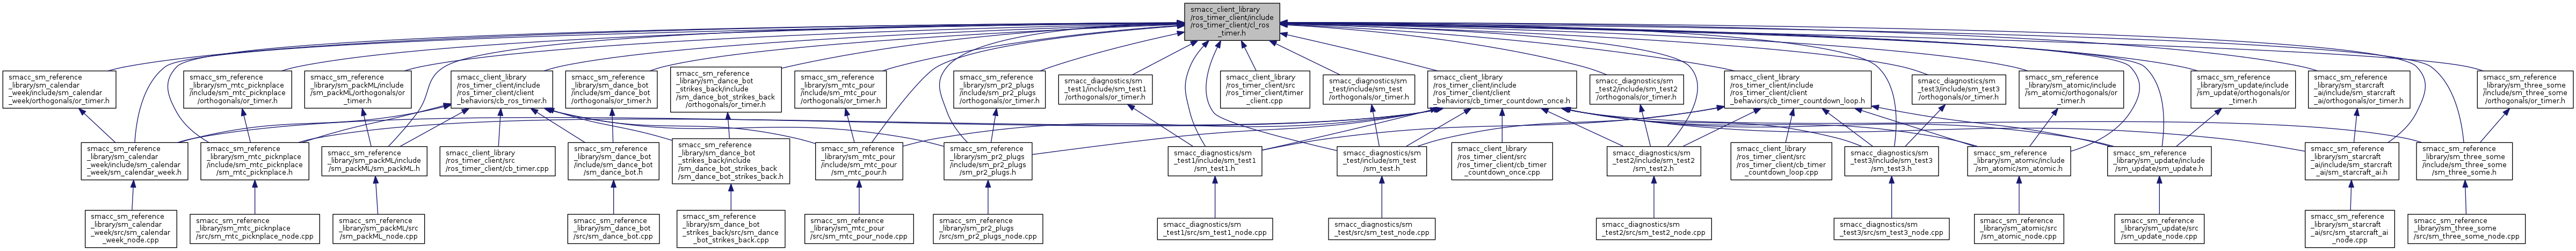 smacc_client_library
/ros_timer_client/include
/ros_timer_client/cl_ros
_timer.h
smacc_sm_reference
_library/sm_calendar
_week/include/sm_calendar
_week/orthogonals/or_timer.h
smacc_sm_reference
_library/sm_mtc_picknplace
/include/sm_mtc_picknplace
/orthogonals/or_timer.h
smacc_sm_reference
_library/sm_packML/include
/sm_packML/orthogonals/or
_timer.h
smacc_client_library
/ros_timer_client/include
/ros_timer_client/client
_behaviors/cb_ros_timer.h
smacc_sm_reference
_library/sm_dance_bot
/include/sm_dance_bot
/orthogonals/or_timer.h
smacc_sm_reference
_library/sm_dance_bot
_strikes_back/include
/sm_dance_bot_strikes_back
/orthogonals/or_timer.h
smacc_sm_reference
_library/sm_mtc_pour
/include/sm_mtc_pour
/orthogonals/or_timer.h
smacc_sm_reference
_library/sm_pr2_plugs
/include/sm_pr2_plugs
/orthogonals/or_timer.h
smacc_diagnostics/sm
_test1/include/sm_test1
/orthogonals/or_timer.h
smacc_client_library
/ros_timer_client/src
/ros_timer_client/timer
_client.cpp
smacc_diagnostics/sm
_test/include/sm_test
/orthogonals/or_timer.h
smacc_client_library
/ros_timer_client/include
/ros_timer_client/client
_behaviors/cb_timer_countdown_once.h
smacc_diagnostics/sm
_test2/include/sm_test2
/orthogonals/or_timer.h
smacc_client_library
/ros_timer_client/include
/ros_timer_client/client
_behaviors/cb_timer_countdown_loop.h
smacc_diagnostics/sm
_test3/include/sm_test3
/orthogonals/or_timer.h
smacc_sm_reference
_library/sm_atomic/include
/sm_atomic/orthogonals/or
_timer.h
smacc_sm_reference
_library/sm_update/include
/sm_update/orthogonals/or
_timer.h
smacc_sm_reference
_library/sm_starcraft
_ai/include/sm_starcraft
_ai/orthogonals/or_timer.h
smacc_sm_reference
_library/sm_three_some
/include/sm_three_some
/orthogonals/or_timer.h
smacc_sm_reference
_library/sm_calendar
_week/include/sm_calendar
_week/sm_calendar_week.h
smacc_sm_reference
_library/sm_mtc_picknplace
/include/sm_mtc_picknplace
/sm_mtc_picknplace.h
smacc_sm_reference
_library/sm_packML/include
/sm_packML/sm_packML.h
smacc_client_library
/ros_timer_client/src
/ros_timer_client/cb_timer.cpp
smacc_sm_reference
_library/sm_dance_bot
/include/sm_dance_bot
/sm_dance_bot.h
smacc_sm_reference
_library/sm_dance_bot
_strikes_back/include
/sm_dance_bot_strikes_back
/sm_dance_bot_strikes_back.h
smacc_sm_reference
_library/sm_mtc_pour
/include/sm_mtc_pour
/sm_mtc_pour.h
smacc_sm_reference
_library/sm_pr2_plugs
/include/sm_pr2_plugs
/sm_pr2_plugs.h
smacc_diagnostics/sm
_test1/include/sm_test1
/sm_test1.h
smacc_diagnostics/sm
_test/include/sm_test
/sm_test.h
smacc_client_library
/ros_timer_client/src
/ros_timer_client/cb_timer
_countdown_once.cpp
smacc_diagnostics/sm
_test2/include/sm_test2
/sm_test2.h
smacc_client_library
/ros_timer_client/src
/ros_timer_client/cb_timer
_countdown_loop.cpp
smacc_diagnostics/sm
_test3/include/sm_test3
/sm_test3.h
smacc_sm_reference
_library/sm_atomic/include
/sm_atomic/sm_atomic.h
smacc_sm_reference
_library/sm_update/include
/sm_update/sm_update.h
smacc_sm_reference
_library/sm_starcraft
_ai/include/sm_starcraft
_ai/sm_starcraft_ai.h
smacc_sm_reference
_library/sm_three_some
/include/sm_three_some
/sm_three_some.h
smacc_sm_reference
_library/sm_calendar
_week/src/sm_calendar
_week_node.cpp
smacc_sm_reference
_library/sm_mtc_picknplace
/src/sm_mtc_picknplace_node.cpp
smacc_sm_reference
_library/sm_packML/src
/sm_packML_node.cpp
smacc_sm_reference
_library/sm_dance_bot
/src/sm_dance_bot.cpp
smacc_sm_reference
_library/sm_dance_bot
_strikes_back/src/sm_dance
_bot_strikes_back.cpp
smacc_sm_reference
_library/sm_mtc_pour
/src/sm_mtc_pour_node.cpp
smacc_sm_reference
_library/sm_pr2_plugs
/src/sm_pr2_plugs_node.cpp
smacc_diagnostics/sm
_test1/src/sm_test1_node.cpp
smacc_diagnostics/sm
_test/src/sm_test_node.cpp
smacc_diagnostics/sm
_test2/src/sm_test2_node.cpp
smacc_diagnostics/sm
_test3/src/sm_test3_node.cpp
smacc_sm_reference
_library/sm_atomic/src
/sm_atomic_node.cpp
smacc_sm_reference
_library/sm_update/src
/sm_update_node.cpp
smacc_sm_reference
_library/sm_starcraft
_ai/src/sm_starcraft_ai
_node.cpp
smacc_sm_reference
_library/sm_three_some
/src/sm_three_some_node.cpp